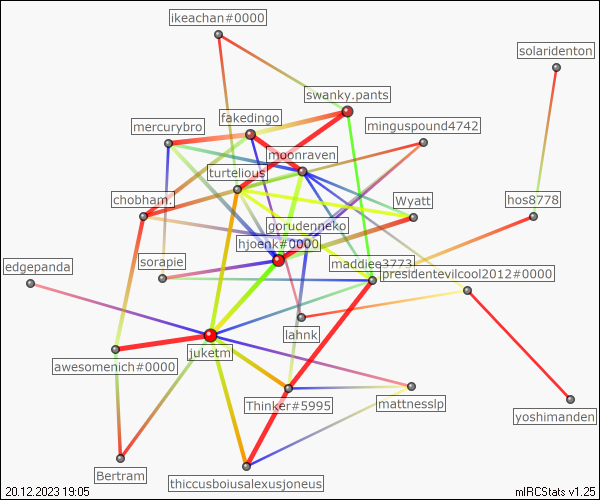 ikeachan#0000
solaridenton
swanky.pants
fakedingo
mercurybro
minguspound4742
moonraven
turtelious
chobham.
Wyatt
hos8778
gorudenneko
hjoenk#0000
edgepanda
sorapie
maddiee3773
presidentevilcool2012#0000
lahnk
juketm
awesomenich#0000
Thinker#5995
mattnesslp
yoshimanden
Bertram
thiccusboiusalexusjoneus
20.12.2023 19:05
mIRCStats v1.25